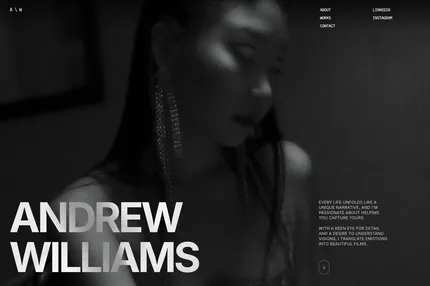 A \ W
ABOUT
WORKS
CONTACT
LINKEDIN
INSTAGRAM
ANDREW
WILLIAMS
EVERY LIFE UNFOLDS LIKE A
UNIQUE NARRATIVE, AND I'M
PASSIONATE ABOUT HELPING
YOU CAPTURE YOURS
WITH A KEEN EYE FOR DETAIL
AND A DESIRE TO UNDERSTAND
VISIONS, I TRANSLATE EMOTIONS
INTO BEAUTIFUL FILMS.